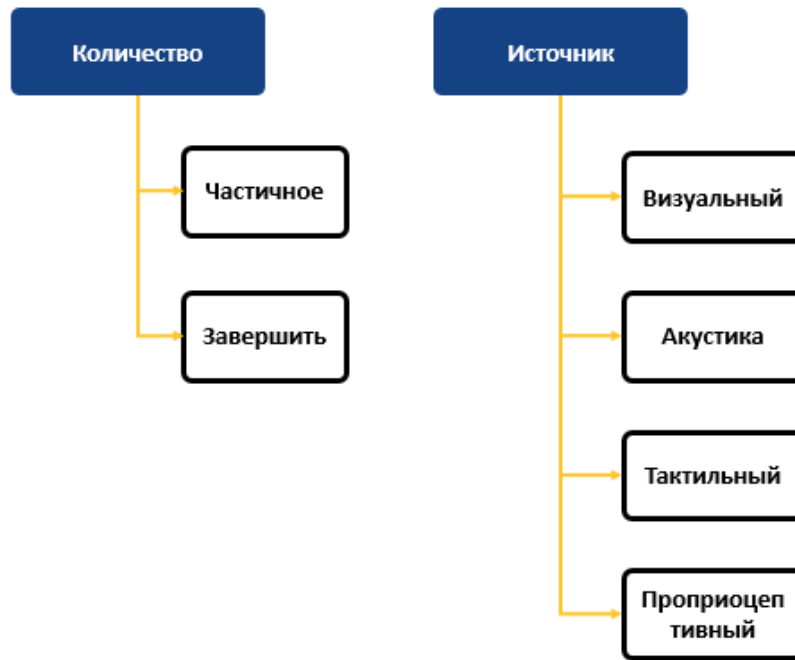 Количество
Частичное
Завершить
Источник
Визуальный
Акустика
Тактильный
Проприоцеп
тивный